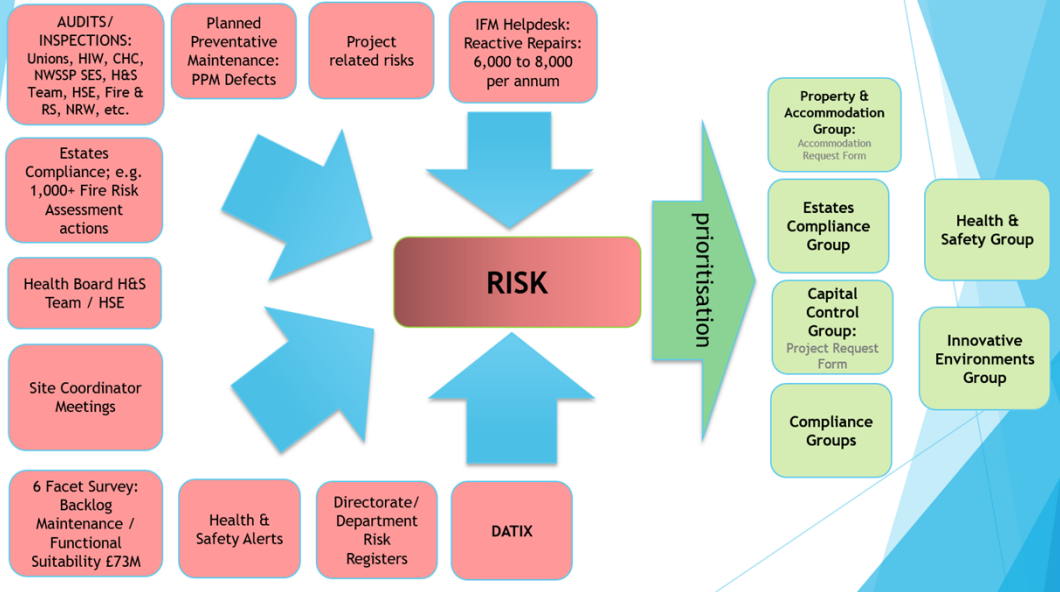 AUDITS/
INSPECTIONS:
Unions, HIW, CHC,
NWSSP SES, H&S
Team, HSE, Fire &
RS, NRW, etc.
Planned
Preventative
Maintenance:
PPM Defects
Project
related risks
IFM Helpdesk:
Reactive Repairs:
6,000 to 8,000
per annum
Estates
Compliance; e.g.
1,000+ Fire Risk
Assessment
actions
Health Board H&S
Team / HSE
Site Coordinator
Meetings
6 Facet Survey:
Backlog
Maintenance /
Functional
Suitability £73M
Health &
Safety Alerts
Directorate/
Department
Risk
Registers
DATIX
RISK
prioritisation
Property &
Accommodation
Group:
Accommodation
Request Form
Estates
Compliance
Group
Capital
Control
Group:
Project Request
Form
Compliance
Groups
Health &
Safety Group
Innovative
Environments
Group